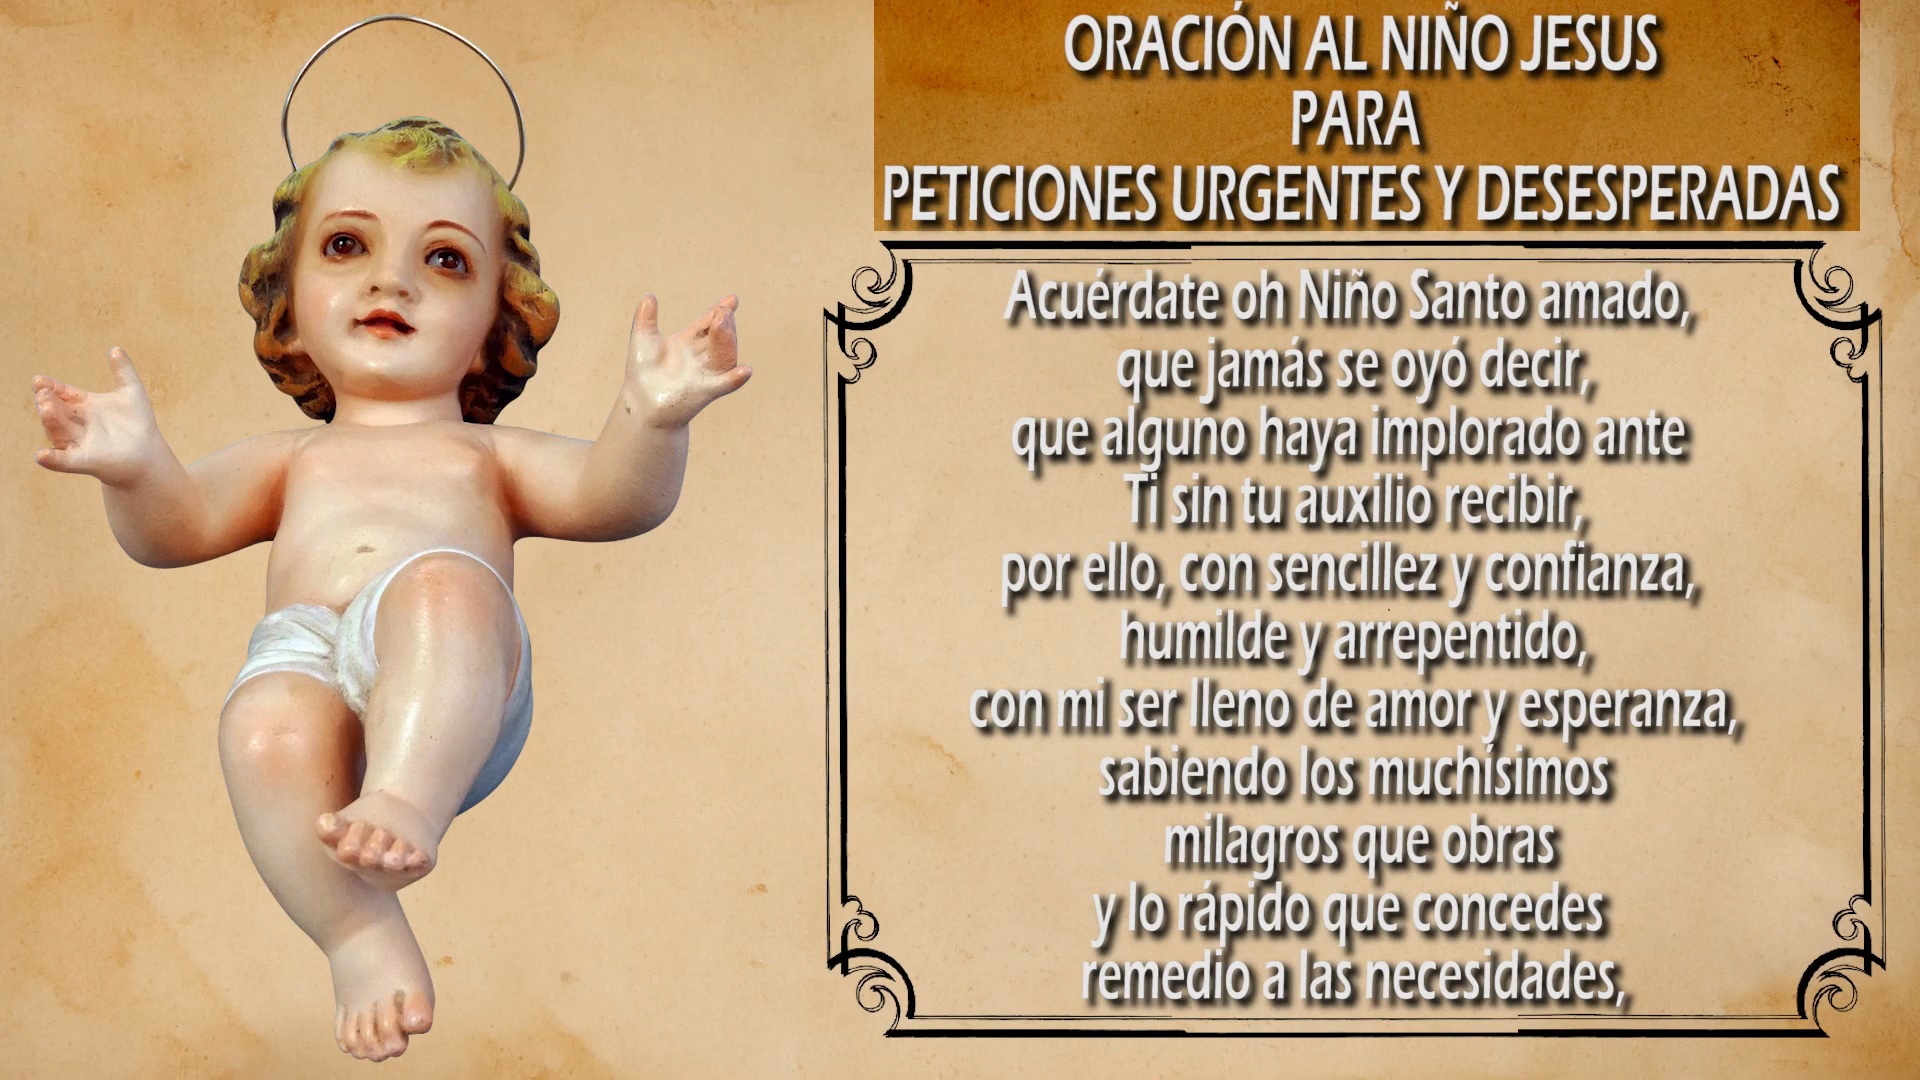 ORACIÓN AL NIÑO JESUS
PARA
PETICIONES URGENTES Y DESESPERADAS
Acuérdate oh Niño Santo amado,
que jamás se oyó decir,
que alguno haya implorado ante
Ti sin tu auxilio recibir,
por ello, con sencillez y confianza,
humilde y arrepentido,
con mi ser lleno de amor y esperanza,
sabiendo los muchísimos
milagros que obras
y lo rápido que concedes
remedio a las necesidades,